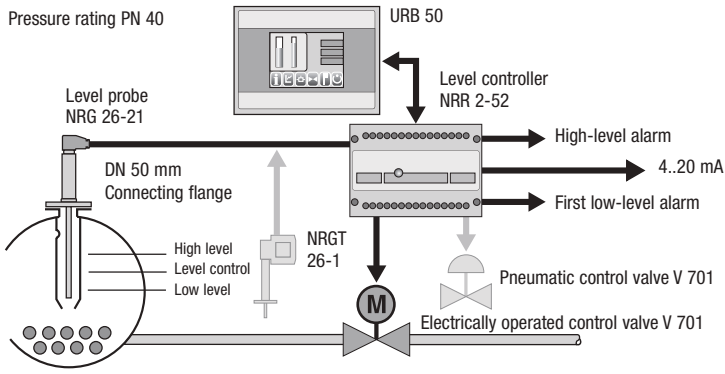 Pressure rating PN 40
URB 50
Level controller
NRR 2-52
Level probe
NRG 26-21
High-level alarm
4..20 mA
First low-level alarm
DN 50 mm
Connecting flange
High level
Level control
Low level
NRGT
26-1
Pneumatic control valve V 701
M
Electrically operated control valve V 701